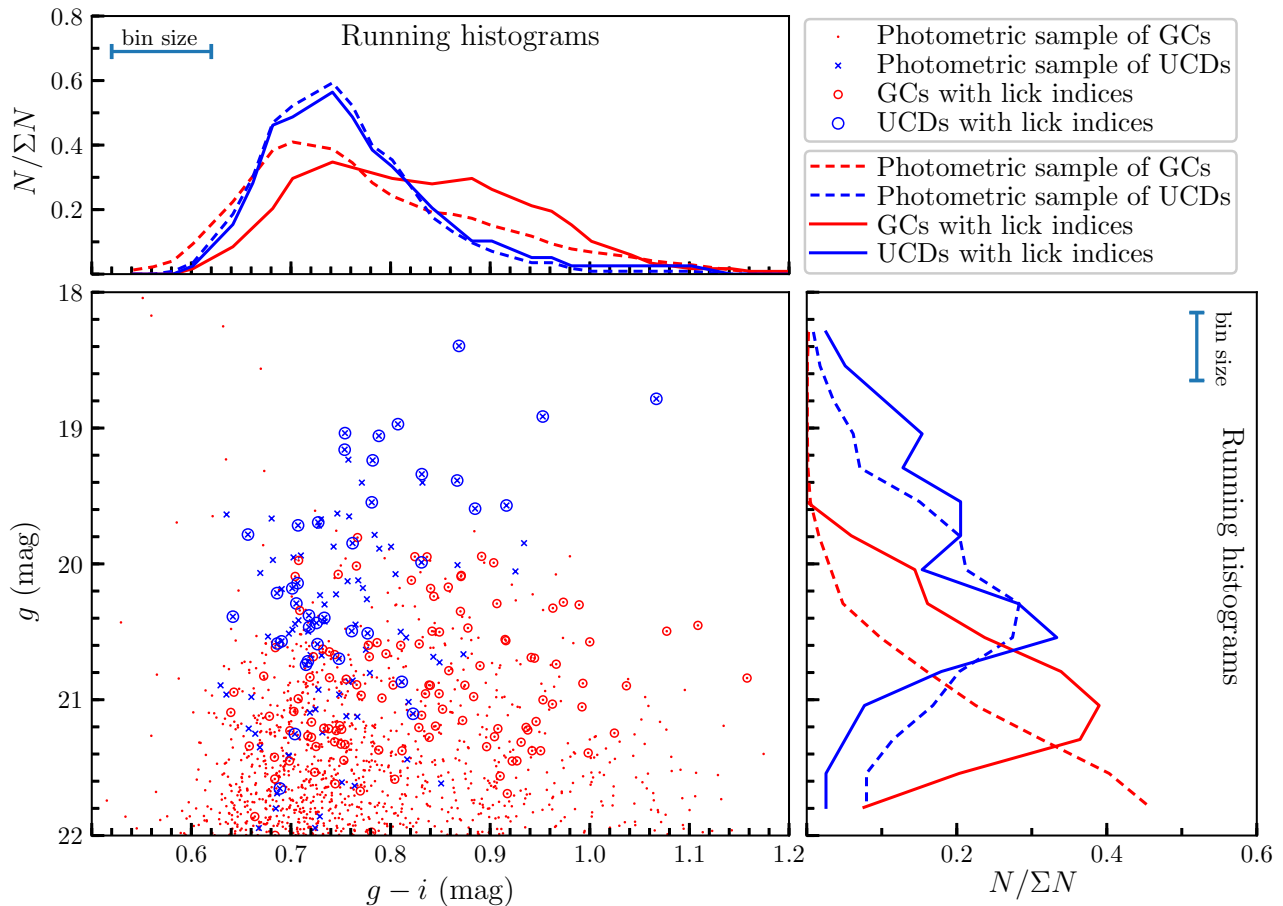 0.8
0.6
0.4
0.2
0.0
N/ΣN
bin size
Running histograms
Photometric sample of GCs
Photometric sample of UCDs
GCs with lick indices
UCDs with lick indices
Photometric sample of GCs
Photometric sample of UCDs
GCs with lick indices
UCDs with lick indices
18
19
20
21
22
g (mag)
0.6
0.7
0.8
0.9
1.0
1.1
1.2
g − i (mag)
bin size
Running histograms
0.2
0.4
0.6
N/ΣN